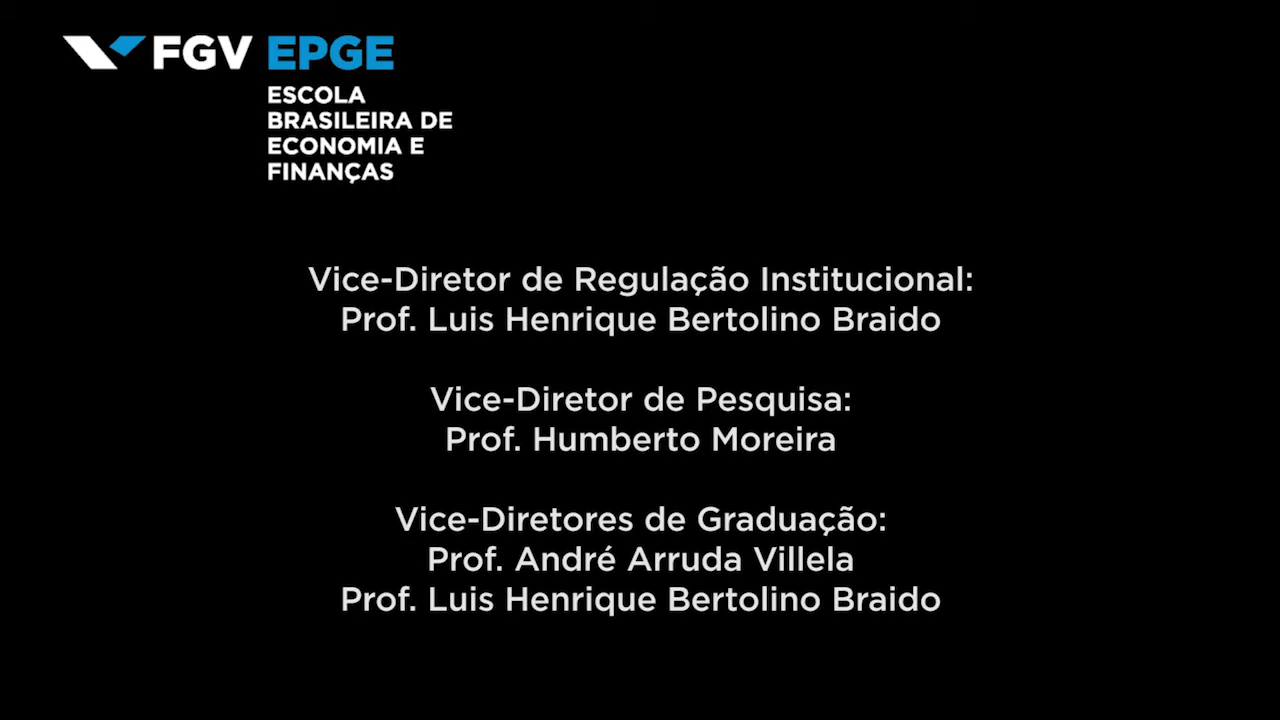 FGV EPGE
ESCOLA
BRASILEIRA DE
ECONOMIA E
FINANÇAS
Vice-Diretor de Regulação Institucional:
Prof. Luis Henrique Bertolino Braido
Vice-Diretor de Pesquisa:
Prof. Humberto Moreira
Vice-Diretores de Graduação:
Prof. André Arruda Villela
Prof. Luis Henrique Bertolino Braido